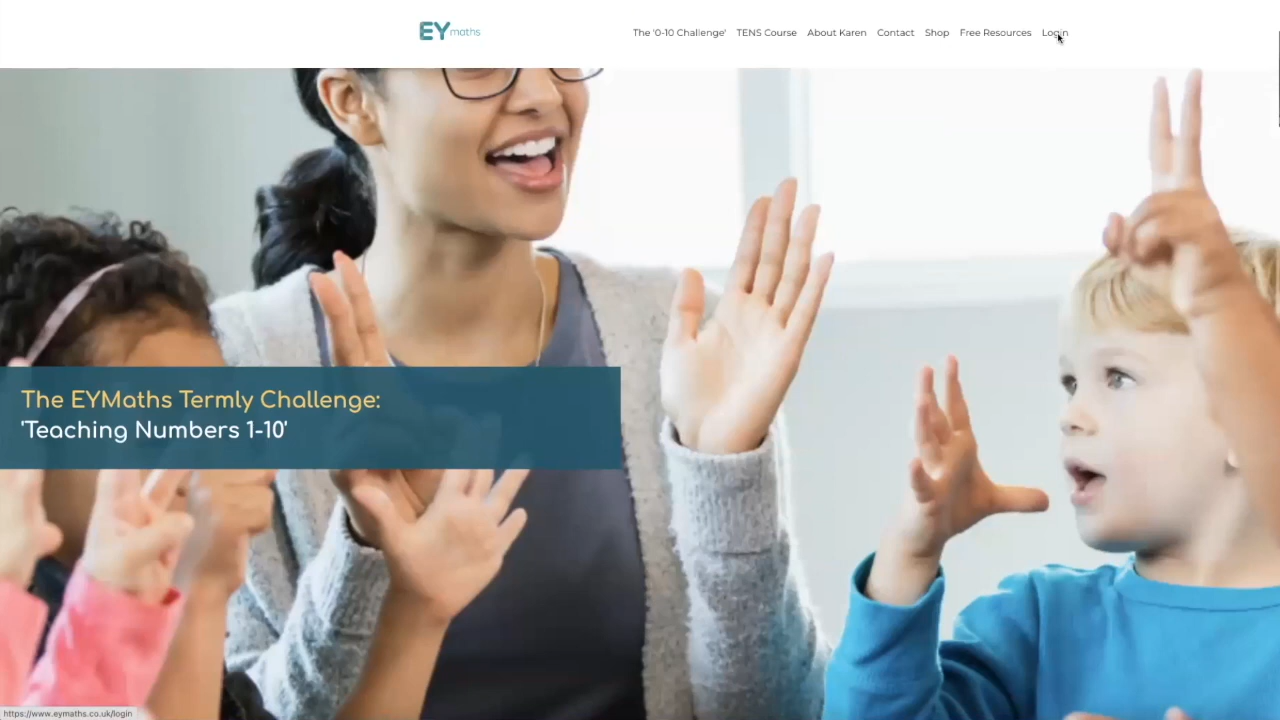 EY maths
The '0-10 Challenge' TENS Course About Karen Contact Shop Free Resources Login
The EYMaths Termly Challenge:
'Teaching Numbers 1-10'
https://www.eymaths.co.uk/login